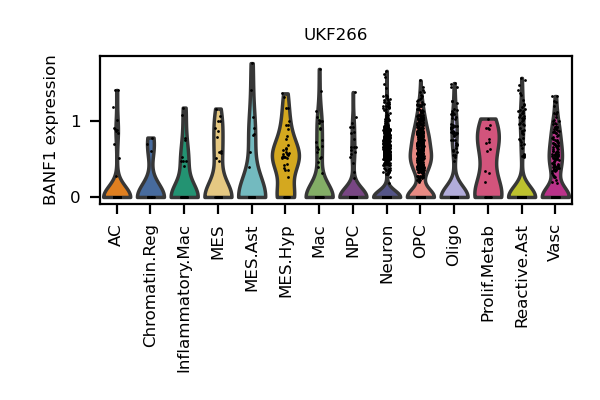 UKF266
BANF1 expression
1
0
AC
Chromatin.Reg
Inflammatory.Mac
MES
MES.Ast
MES.Hyp
Mac
NPC
Neuron
OPC
Oligo
Prolif.Metab
Reactive.Ast
Vasc